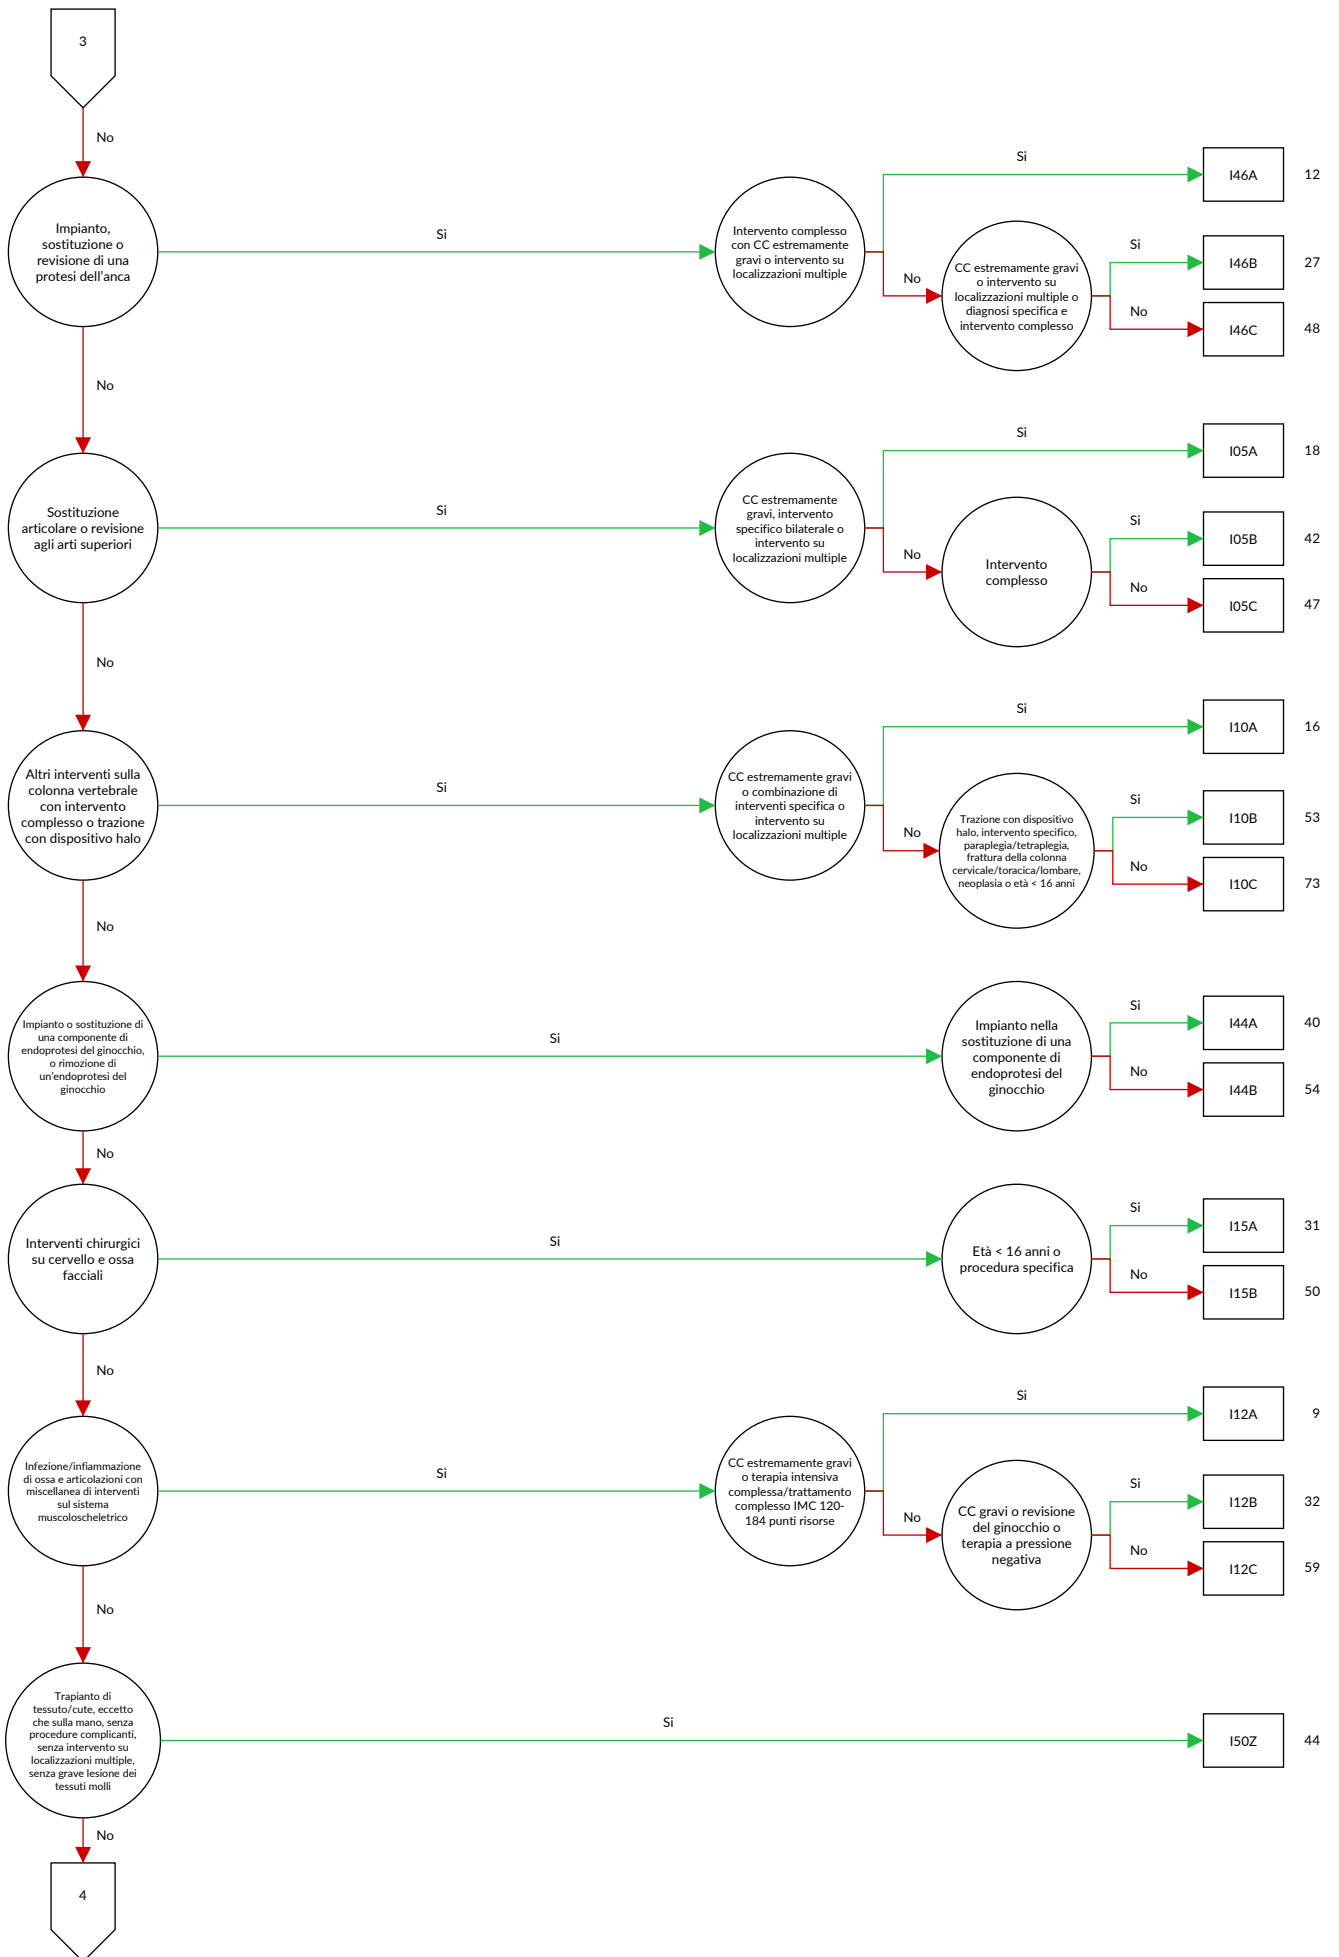 3
No
Impianto,
sostituzione o
revisione di una
protesi dell'anca
Si
Intervento complesso
con CC estremamente
gravi o intervento su
localizzazioni multiple
Si
I46A
12
No
CC estremamente gravi
o intervento su
localizzazioni multiple o
diagnosi specifica e
intervento complesso
Si
I46B
27
No
I46C
48
No
Sostituzione
articolare o revisione
agli arti superiori
Si
CC estremamente
gravi, intervento
specifico bilaterale o
intervento su
localizzazioni multiple
Si
I05A
18
No
Intervento
complesso
Si
I05B
42
No
I05C
47
No
Altri interventi sulla
colonna vertebrale
con intervento
complesso o trazione
con dispositivo halo
Si
CC estremamente gravi
o combinazione di
interventi specifica o
intervento su
localizzazioni multiple
Si
I10A
16
No
Trazione con dispositivo
halo, intervento specifico,
paraplegia/tetraplegia,
frattura della colonna
cervicale/toracica/lombare,
neoplasia o età < 16 anni
Si
I10B
53
No
I10C
73
No
Impianto o sostituzione di
una componente di
endoprotesi del ginocchio,
o rimozione di
un'endoprotesi del
ginocchio
Si
Impianto nella
sostituzione di una
componente di
endoprotesi del
ginocchio
Si
I44A
40
No
I44B
54
No
Interventi chirurgici
su cervello e ossa
facciali
Si
Età < 16 anni o
procedura specifica
Si
I15A
31
No
I15B
50
No
Infezione/infiammazione
di ossa e articolazioni con
miscellanea di interventi
sul sistema
muscoloscheletrico
Si
CC estremamente gravi
o terapia intensiva
complessa/trattamento
complesso IMC 120-
184 punti risorse
Si
I12A
9
No
CC gravi o revisione
del ginocchio o
terapia a pressione
negativa
Si
I12B
32
No
I12C
59
No
Trapianto di
tessuto/cute, eccetto
che sulla mano, senza
procedure complicanti,
senza intervento su
localizzazioni multiple,
senza grave lesione dei
tessuti molli
Si
I50Z
44
No
4